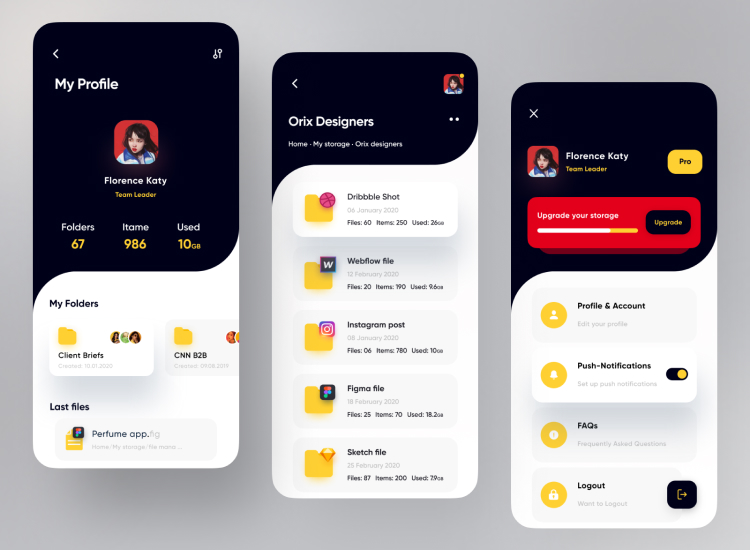 My Profile
Florence Katy
Team Leader
Folders Itame Used
67 986 10GB
My Folders
Client Briefs
Created: 10.01.2020
CNN B2B
Created: 09.08.2019
Last files
Perfume app.fig
Home /My storage/file mana ...
Orix Designers
Home · My storage · Orix designers
Dribbble Shot
06 January 2020
Files: 60 Items: 250 Used: 26GB
Webflow file
12 February 2020
Files: 20 Items: 190 Used: 9.6GB
Instagram post
08 January 2020
Files: 06 Items: 780 Used: 10GB
Figma file
18 February 2020
Files: 25 Items: 70 Used: 18.2GB
Sketch file
25 February 2020
Files: 87 Items: 200 Used: 7.9GB
Florence Katy
Team Leader
Pro
Upgrade your storage
Upgrade
Profile & Account
Edit your profile
Push-Notifications
Set up push notifications
FAQs
Frequently Asked Questions
Logout
Want to Logout